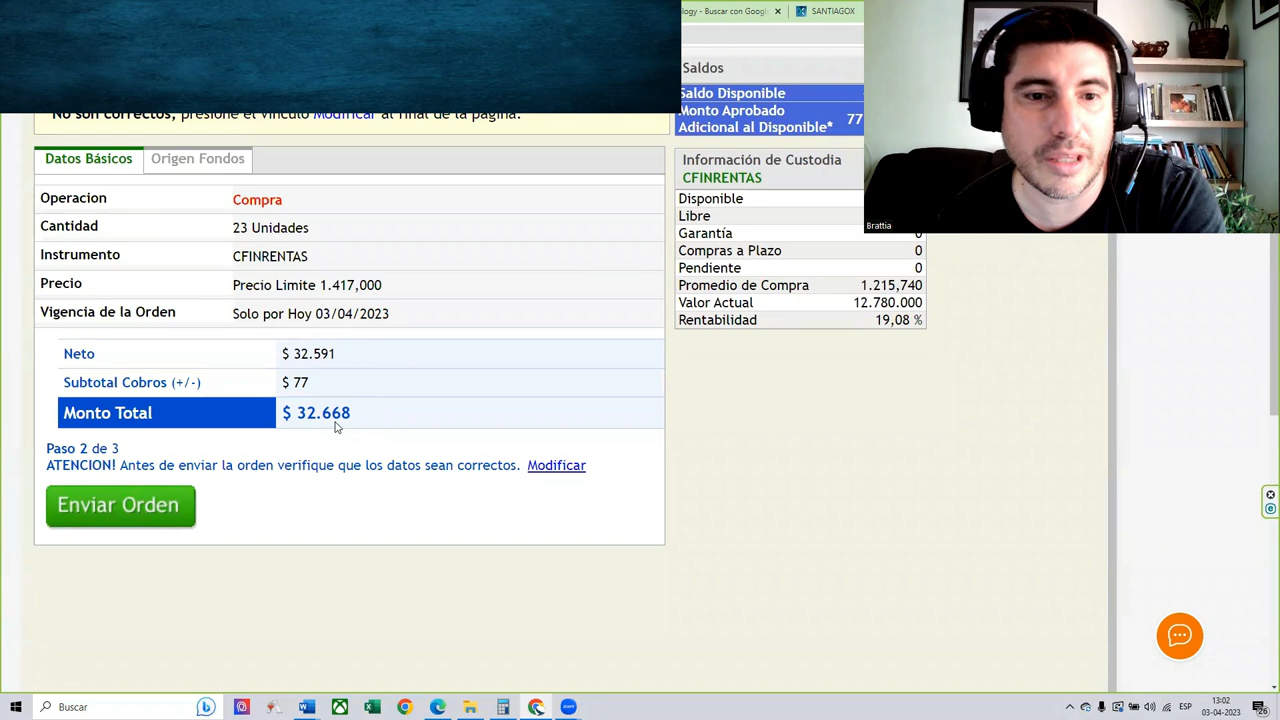 logy - Buscar con Googl
SANTIAGOX
Saldos
Saldo Disponible
Monto Aprobado
Adicional al Disponible* 77
No son correctos, presione el vínculo Modificar al final de la página.
Datos Básicos
Origen Fondos
Operacion Compra
Cantidad 23 Unidades
Instrumento CFINRENTAS
Precio Precio Limite 1.417,000
Vigencia de la Orden Solo por Hoy 03/04/2023
Neto $ 32.591
Subtotal Cobros (+/-) $ 77
Monto Total $ 32.668
Paso 2 de 3
ATENCION! Antes de enviar la orden verifique que los datos sean correctos. Modificar
Enviar Orden
Información de Custodia
CFINRENTAS
Disponible
Libre
Garantía 0
Compras a Plazo 0
Pendiente 0
Promedio de Compra 1.215,740
Valor Actual 12.780.000
Rentabilidad 19,08 %
Brattia
Buscar
ESP
13:02
03-04-2023
26